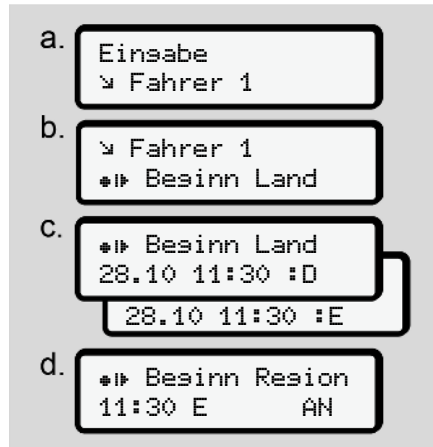 a.
Eingabe
↘ Fahrer 1
b.
↘ Fahrer 1
Beginn Land
c.
Beginn Land
28.10 11:30 :D
28.10 11:30 :E
d.
Beginn Region
11:30 E AN